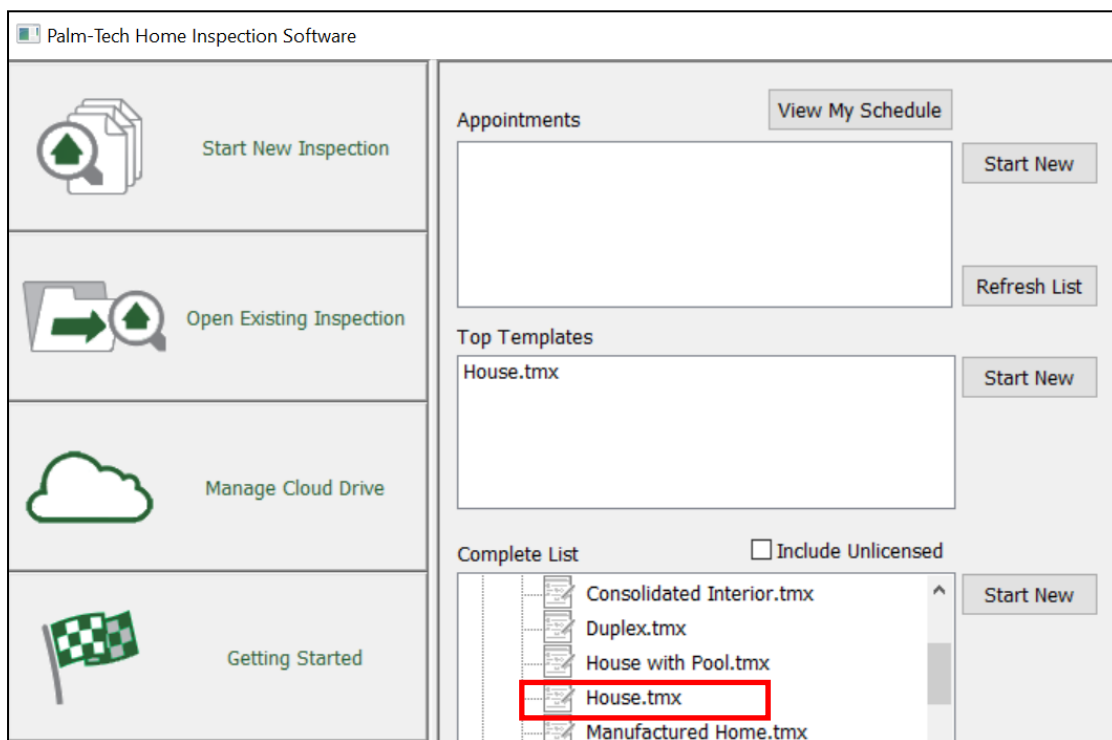 Palm-Tech Home Inspection Software
Start New Inspection
Open Existing Inspection
Manage Cloud Drive
Getting Started
Appointments
View My Schedule
Start New
Refresh List
Top Templates
House.tmx
Start New
Complete List
Include Unlicensed
Consolidated Interior.tmx
Duplex.tmx
House with Pool.tmx
House.tmx
Manufactured Home.tmx
Start New